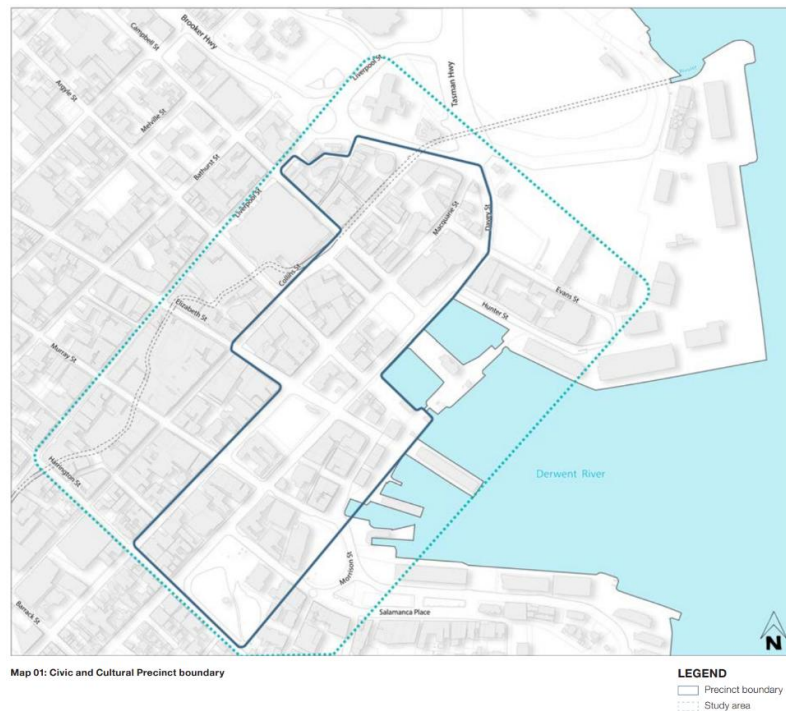 Brooker Hwy
Campbell St
Liverpool St
Argyle St
Tasman Hwy
Melville St
Bathurst St
Liverpool St
Macquarie St
Davey St
Collins St
Evans St
Hunter St
Elizabeth St
Murray St
Harrington St
Derwent River
Morrison St
Barrack St
Salamanca Place
N
Map 01: Civic and Cultural Precinct boundary
LEGEND
Precinct boundary
Study area